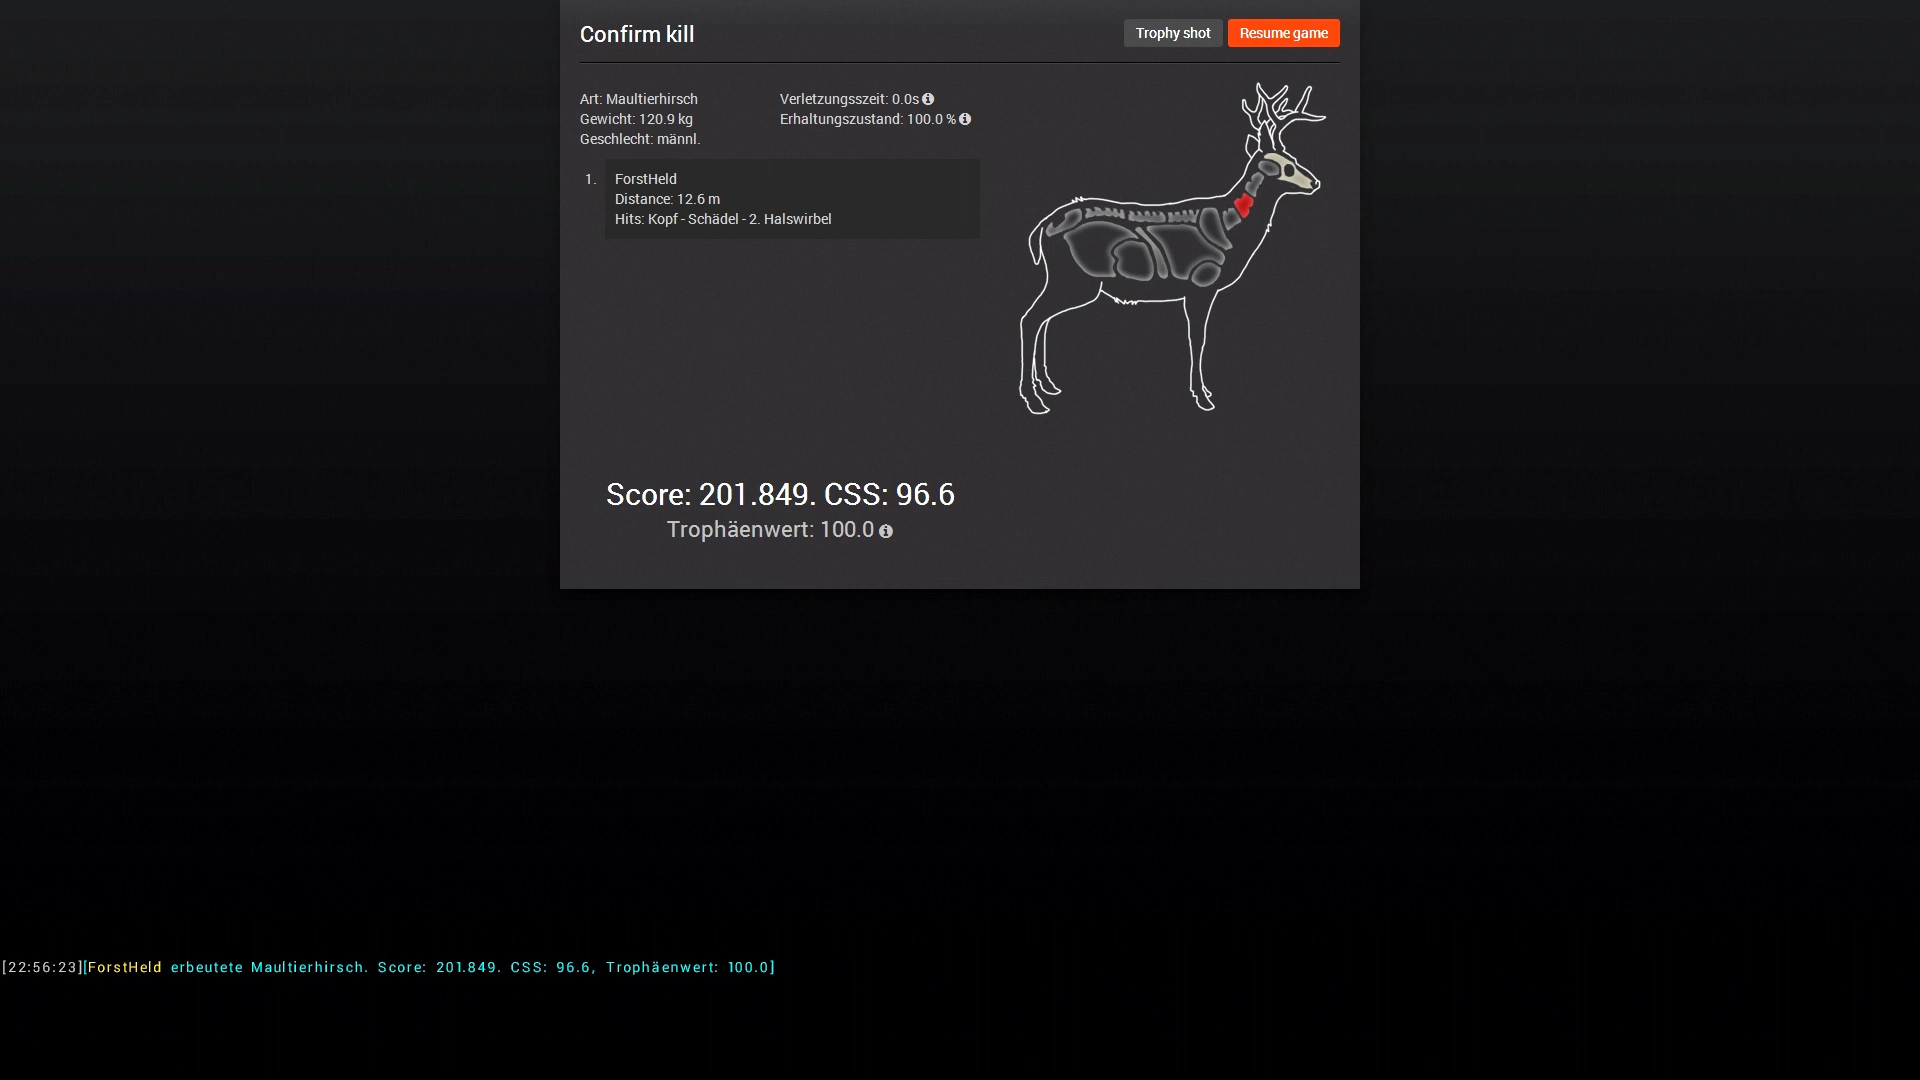 Confirm kill
Trophy shot
Resume game
Art: Maultierhirsch
Gewicht: 120.9 kg
Geschlecht: männl.
Verletzungsszeit: 0.0s
Erhaltungszustand: 100.0 %
1. ForstHeld
Distance: 12.6 m
Hits: Kopf - Schädel - 2. Halswirbel
Score: 201.849. CSS: 96.6
Trophäenwert: 100.0
[22:56:23][ForstHeld erbeutete Maultierhirsch. Score: 201.849. CSS: 96.6, Trophäenwert: 100.0]